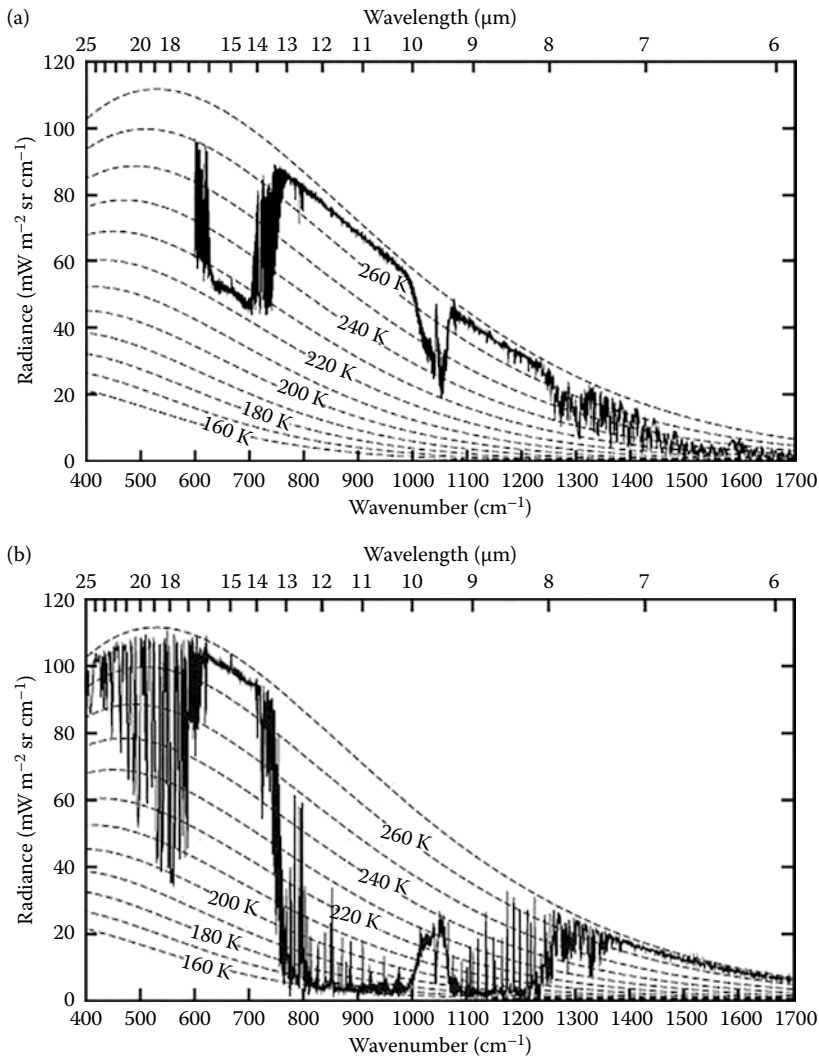 (a)
Wavelength (μm)
25 20 18 15 14 13 12 11 10 9 8 7 6
Radiance (mW m⁻² sr cm⁻¹)
120
100
80
60
40
20
0
260 K
240 K
220 K
200 K
180 K
160 K
400 500 600 700 800 900 1000 1100 1200 1300 1400 1500 1600 1700
Wavenumber (cm⁻¹)
(b)
Wavelength (μm)
25 20 18 15 14 13 12 11 10 9 8 7 6
Radiance (mW m⁻² sr cm⁻¹)
120
100
80
60
40
20
0
260 K
240 K
220 K
200 K
180 K
160 K
400 500 600 700 800 900 1000 1100 1200 1300 1400 1500 1600 1700
Wavenumber (cm⁻¹)